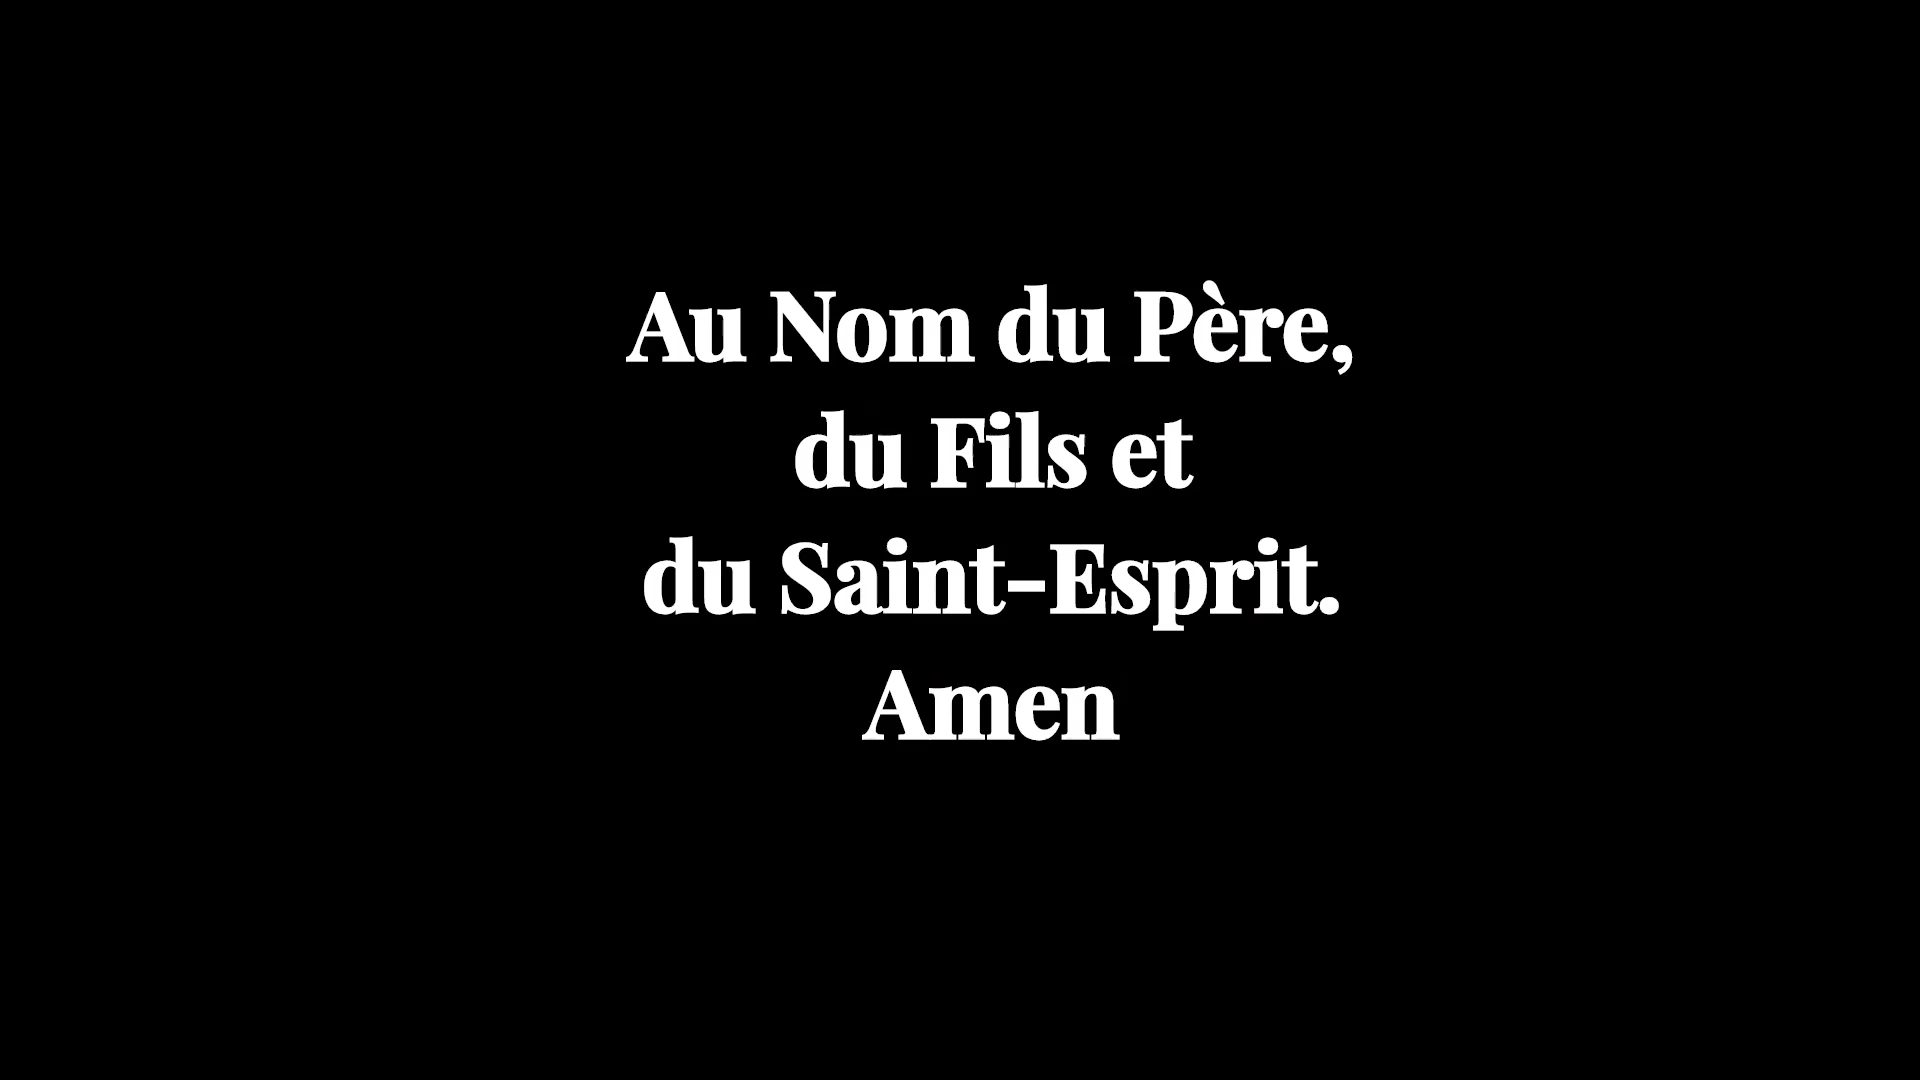 Au Nom du Père,
du Fils et
du Saint-Esprit.
Amen